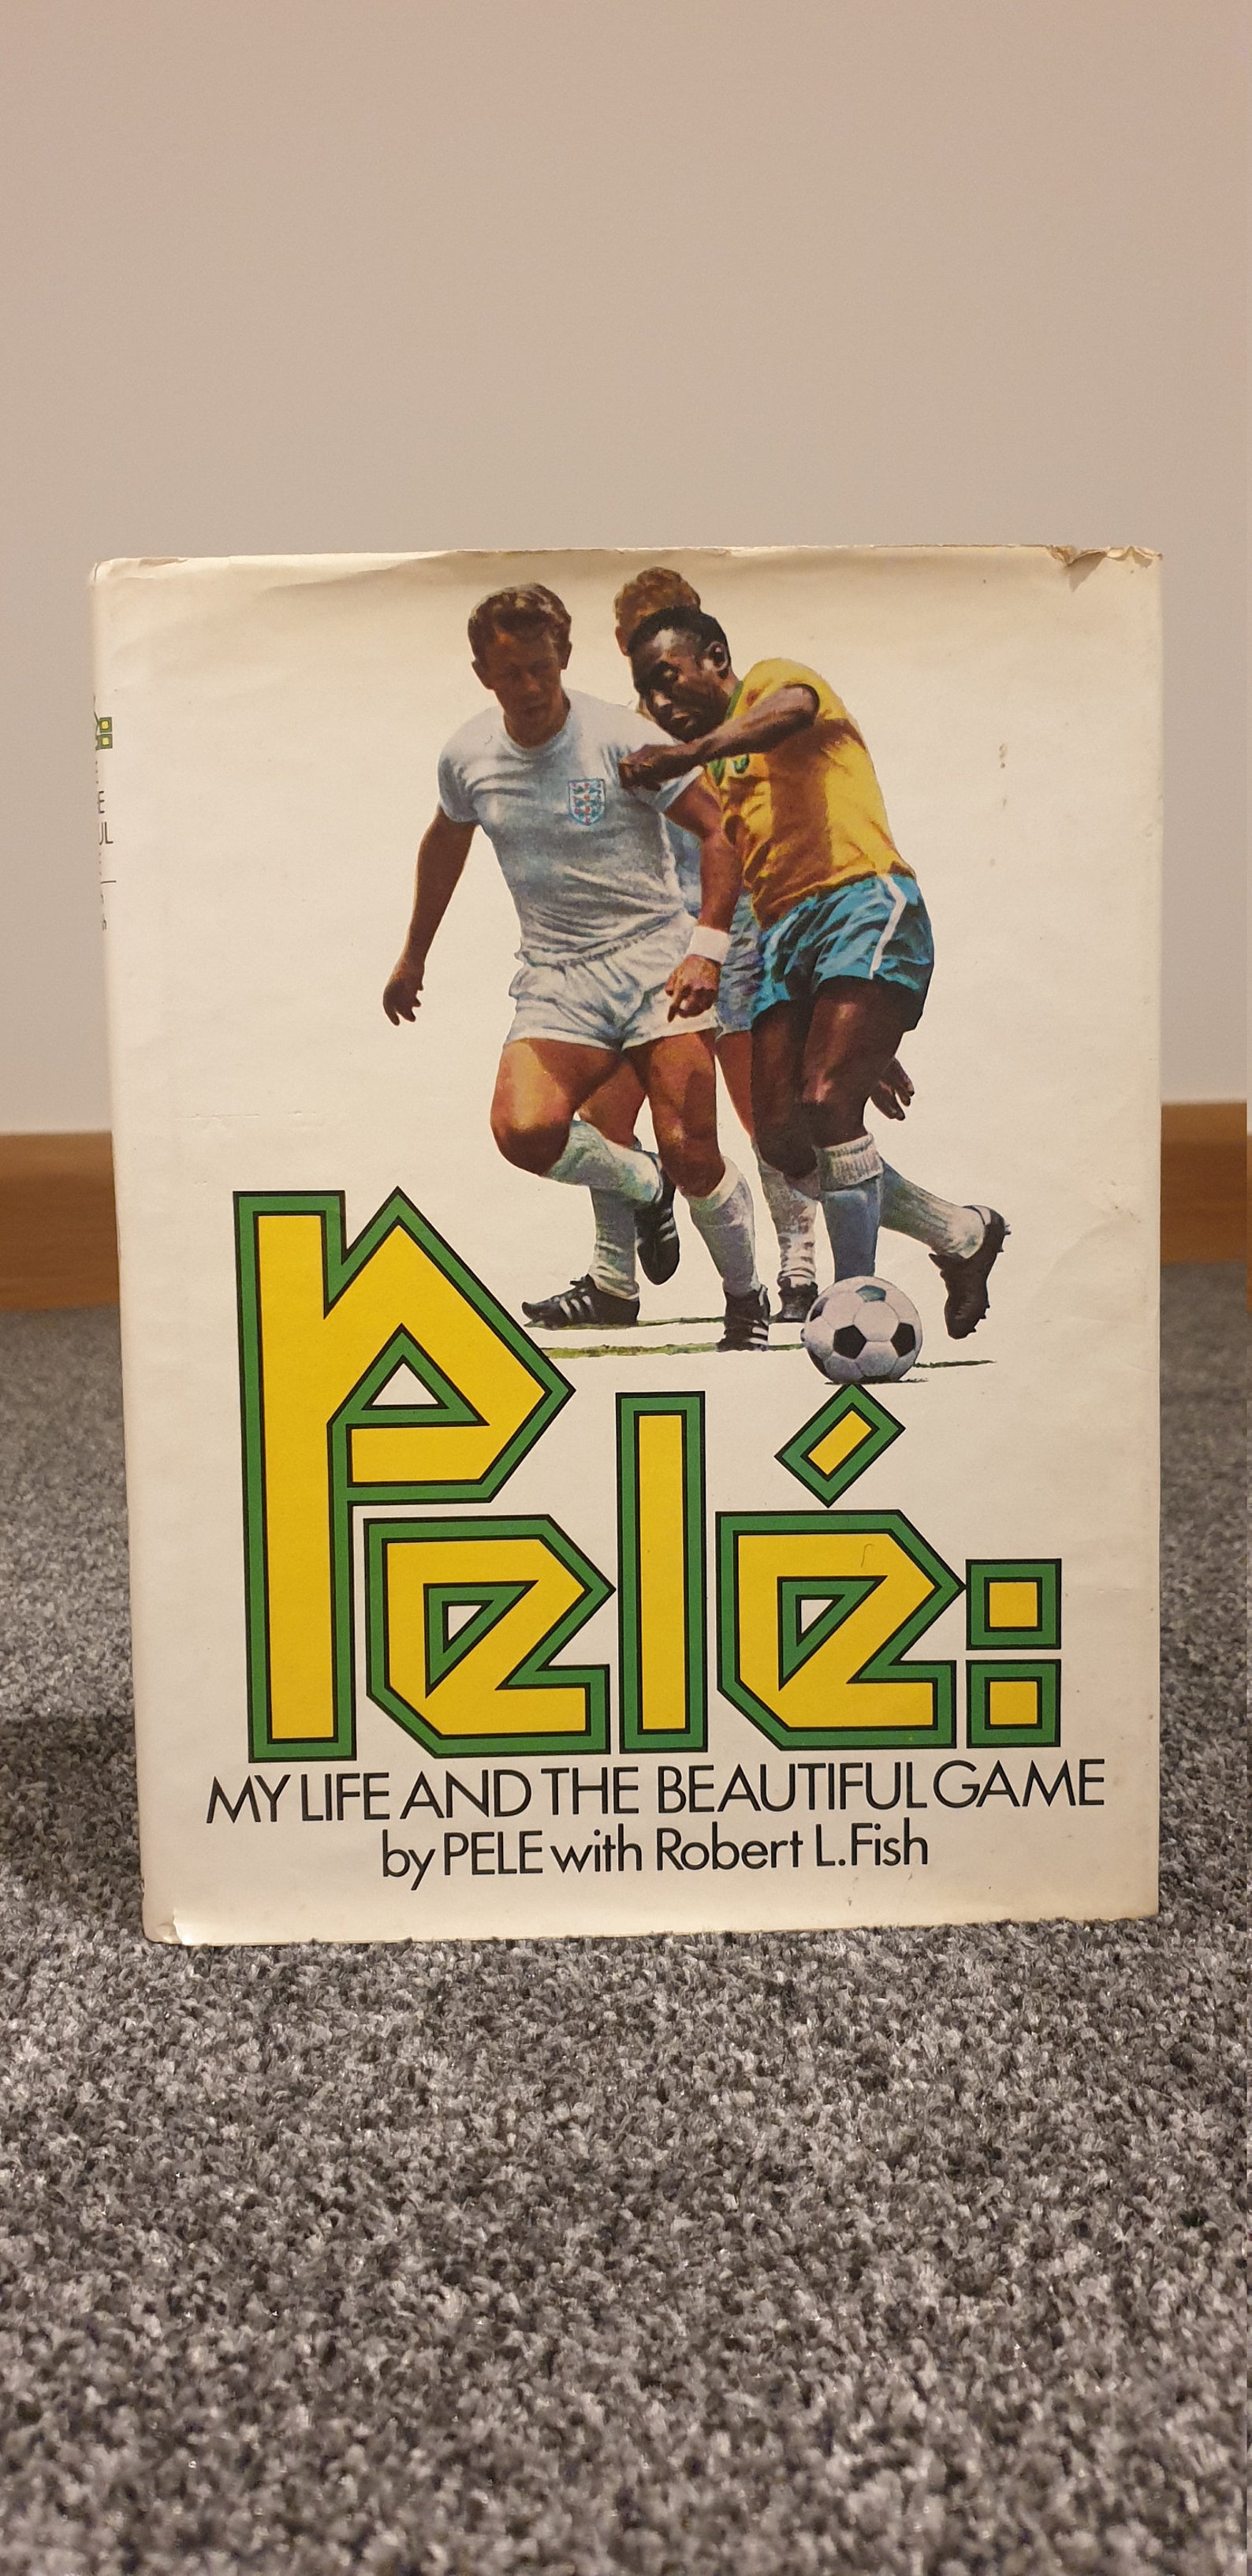 Pelé:
MY LIFE AND THE BEAUTIFUL GAME
by PELE with Robert L. Fish